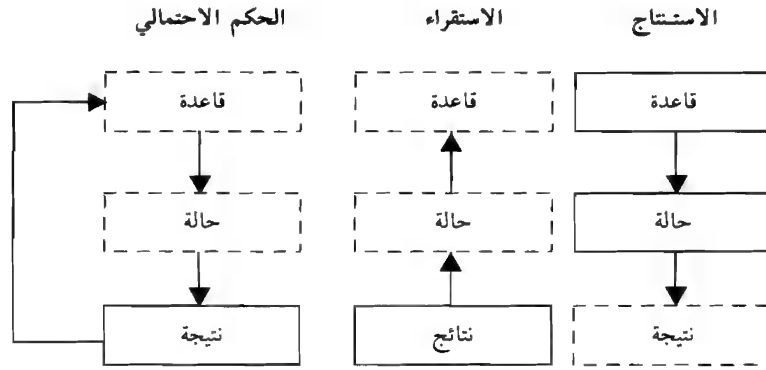 الاستنتاج الاستقراء الحكم الاحتمالي
قاعدة قاعدة قاعدة
حالة حالة حالة
نتيجة نتائج نتيجة